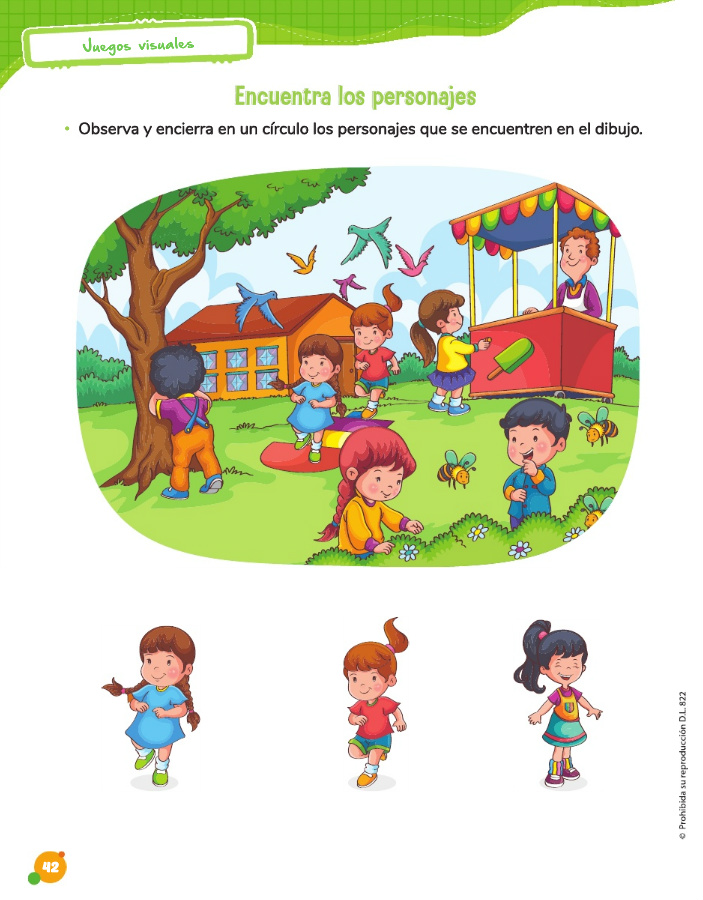 Juegos visuales
Encuentra los personajes
• Observa y encierra en un círculo los personajes que se encuentren en el dibujo.
© Prohibida su reproducción D.L. 822
42